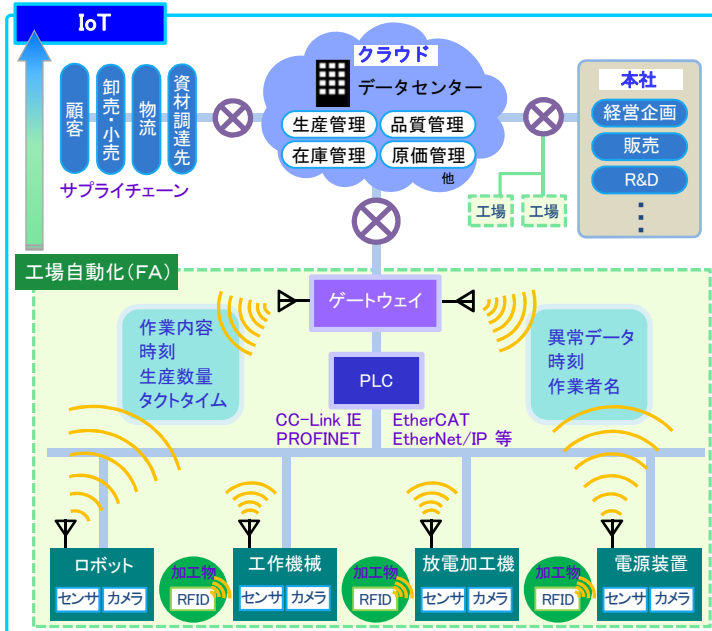 IoT
顧客
卸売・小売
物流
資材調達先
サプライチェーン
クラウド
データセンター
生産管理
品質管理
在庫管理
原価管理
他
本社
経営企画
販売
R&D
工場
工場
工場自動化(FA)
ゲートウェイ
作業内容
時刻
生産数量
タクトタイム
異常データ
時刻
作業者名
PLC
CC-Link IE
PROFINET
EtherCAT
EtherNet/IP 等
ロボット
センサ
カメラ
加工物
RFID
工作機械
センサ
カメラ
加工物
RFID
放電加工機
センサ
カメラ
加工物
RFID
電源装置
センサ
カメラ